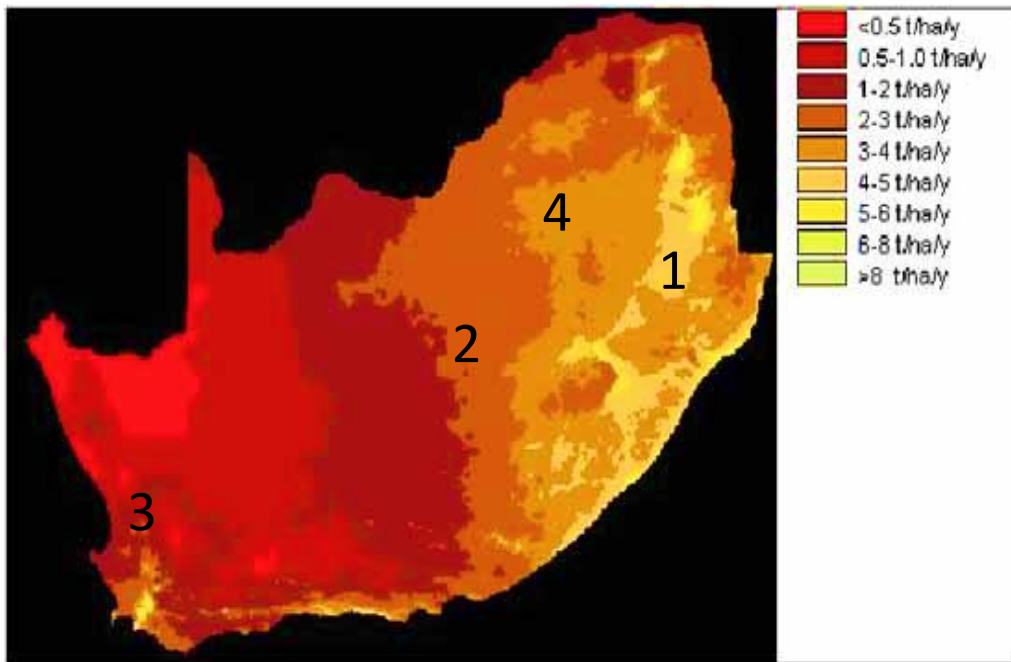 <0.5 t/ha/y
0.5-1.0 t/ha/y
1-2 t/ha/y
2-3 t/ha/y
3-4 t/ha/y
4-5 t/ha/y
5-6 t/ha/y
6-8 t/ha/y
>8 t/ha/y
4
1
2
3